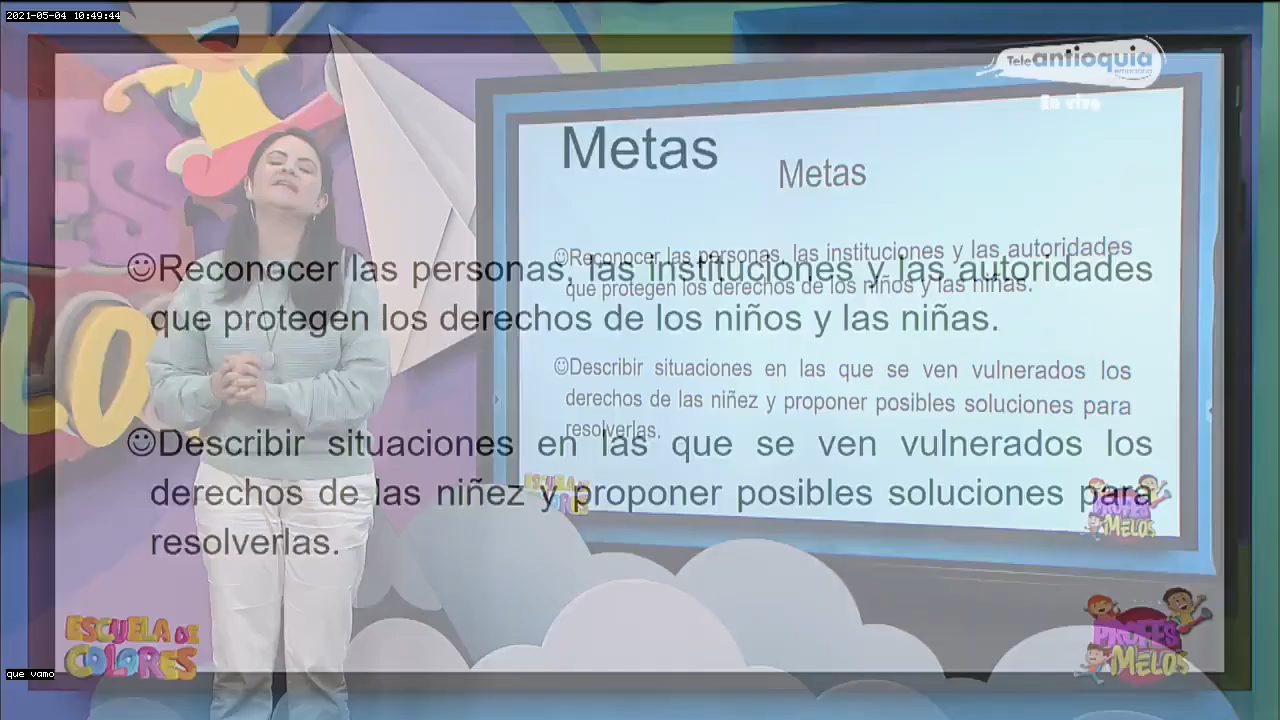 2021-05-04 10:49:44
Teleantioquia
En vivo
Metas
Metas
Reconocer las personas, las instituciones y las autoridades
que protegen los derechos de los niños y las niñas.
Describir situaciones en las que se ven vulnerados los
derechos de las niñez y proponer posibles soluciones para
resolverlas.
Reconocer las personas, las instituciones y las autoridades
que protegen los derechos de los niños y las niñas.
Describir situaciones en las que se ven vulnerados los
derechos de las niñez y proponer posibles soluciones para
resolverlas.
ESCUELA DE
COLORES
PROFES
MELOS
ESCUELA DE
COLORES
PROFES
MELOS
que vamo